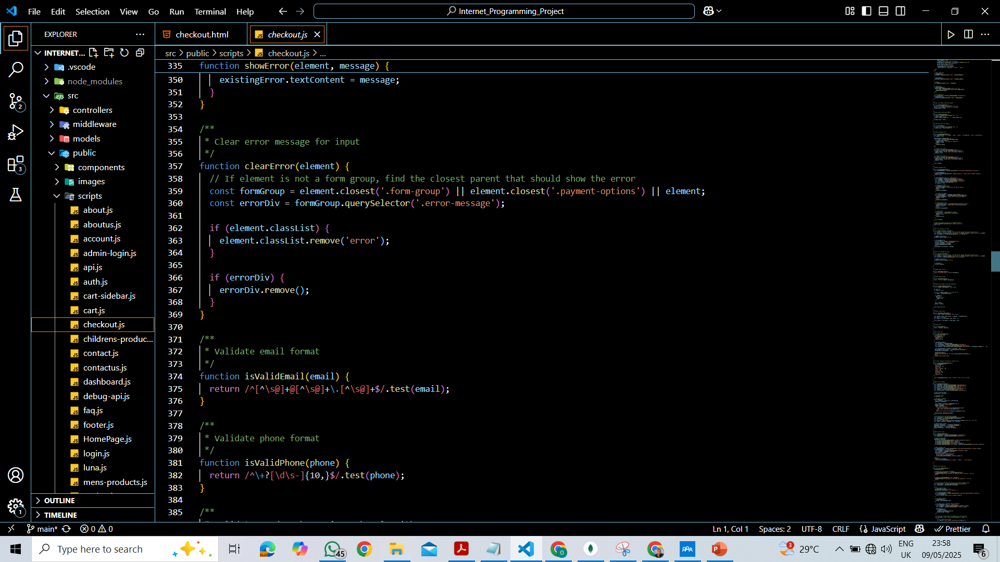 File Edit Selection View Go Run Terminal Help
Internet_Programming_Project
EXPLORER
INTERNET...
.vscode
node_modules
src
controllers
middleware
models
public
components
images
scripts
about.js
aboutus.js
account.js
admin-login.js
api.js
auth.js
cart-sidebar.js
cart.js
checkout.js
childrens-produc...
contact.js
contactus.js
dashboard.js
debug-api.js
faq.js
footer.js
HomePage.js
login.js
luna.js
mens-products.js
OUTLINE
TIMELINE
2
3
1
checkout.html
checkout.js
src > public > scripts > checkout.js > ...
335 function showError(element, message) {
350 existingError.textContent = message;
351 }
352 }
353
354 /**
355 * Clear error message for input
356 */
357 function clearError(element) {
358 // If element is not a form group, find the closest parent that should show the error
359 const formGroup = element.closest('.form-group') || element.closest('.payment-options') || element;
360 const errorDiv = formGroup.querySelector('.error-message');
361
362 if (element.classList) {
363 element.classList.remove('error');
364 }
365
366 if (errorDiv) {
367 errorDiv.remove();
368 }
369 }
370
371 /**
372 * Validate email format
373 */
374 function isValidEmail(email) {
375 return /^[^\s@]+@[^\s@]+\.[^\s@]+$/.test(email);
376 }
377
378 /**
379 * Validate phone format
380 */
381 function isValidPhone(phone) {
382 return /^\+?[\d\s-]{10,}$/.test(phone);
383 }
384
385 /**
main* 0 0
Ln 1, Col 1 Spaces: 2 UTF-8 CRLF JavaScript Prettier
Type here to search
45
3
29°C
ENG
UK
23:58
09/05/2025
6